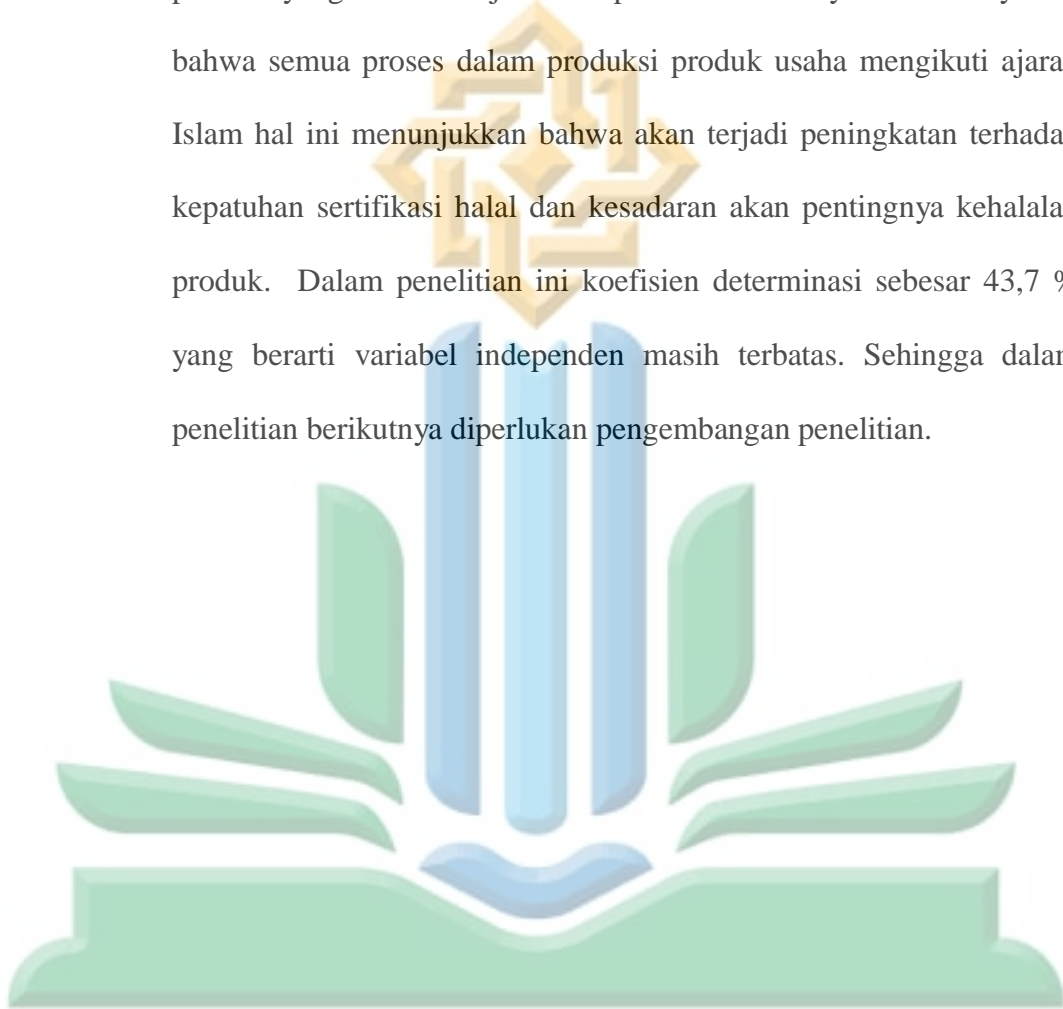 bahwa semua proses dalam produksi produk usaha mengikuti ajara
Islam hal ini menunjukkan bahwa akan terjadi peningkatan terhada
kepatuhan sertifikasi halal dan kesadaran akan pentingnya kehalala
produk. Dalam penelitian ini koefisien determinasi sebesar 43,7 %
yang berarti variabel independen masih terbatas. Sehingga dalam
penelitian berikutnya diperlukan pengembangan penelitian.